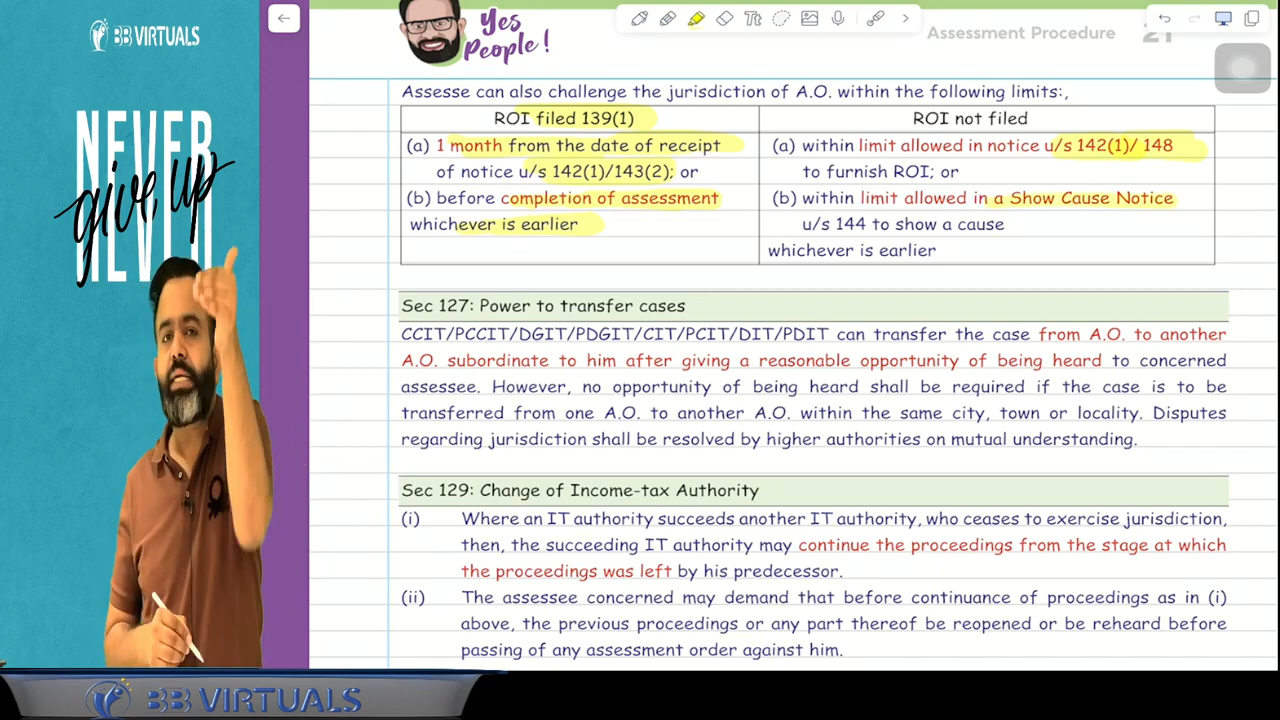 BB VIRTUALS
NEVER
give up
NEVER
Yes
People !
Tt
Assessment Procedure
21
Assesse can also challenge the jurisdiction of A.O. within the following limits:,
ROI filed 139(1)
(a) 1 month from the date of receipt
of notice u/s 142(1)/143(2); or
(b) before completion of assessment
whichever is earlier
ROI not filed
(a) within limit allowed in notice u/s 142(1)/ 148
to furnish ROI; or
(b) within limit allowed in a Show Cause Notice
u/s 144 to show a cause
whichever is earlier
Sec 127: Power to transfer cases
CCIT/PCCIT/DGIT/PDGIT/CIT/PCIT/DIT/PDIT can transfer the case from A.O. to another
A.O. subordinate to him after giving a reasonable opportunity of being heard to concerned
assessee. However, no opportunity of being heard shall be required if the case is to be
transferred from one A.O. to another A.O. within the same city, town or locality. Disputes
regarding jurisdiction shall be resolved by higher authorities on mutual understanding.
Sec 129: Change of Income-tax Authority
(i) Where an IT authority succeeds another IT authority, who ceases to exercise jurisdiction,
then, the succeeding IT authority may continue the proceedings from the stage at which
the proceedings was left by his predecessor.
(ii) The assessee concerned may demand that before continuance of proceedings as in (i)
above, the previous proceedings or any part thereof be reopened or be reheard before
passing of any assessment order against him.
BB VIRTUALS